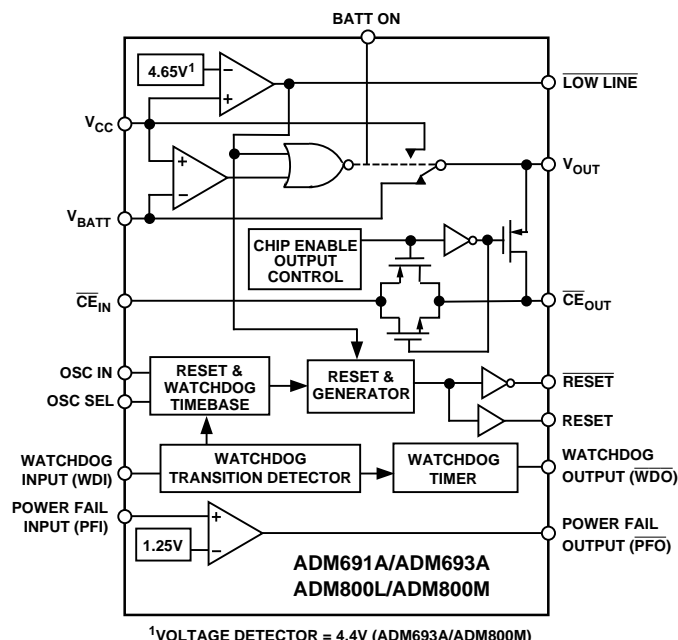 BATT ON
4.65V¹
−
+
LOW LINE
VCC
+
−
VOUT
VBATT
CHIP ENABLE
OUTPUT
CONTROL
CEIN
CEOUT
OSC IN
OSC SEL
RESET &
WATCHDOG
TIMEBASE
RESET &
GENERATOR
RESET
RESET
WATCHDOG
INPUT (WDI)
WATCHDOG
TRANSITION DETECTOR
WATCHDOG
TIMER
WATCHDOG
OUTPUT (WDO)
POWER FAIL
INPUT (PFI)
+
−
1.25V
POWER FAIL
OUTPUT (PFO)
ADM691A/ADM693A
ADM800L/ADM800M
¹VOLTAGE DETECTOR = 4.4V (ADM693A/ADM800M)